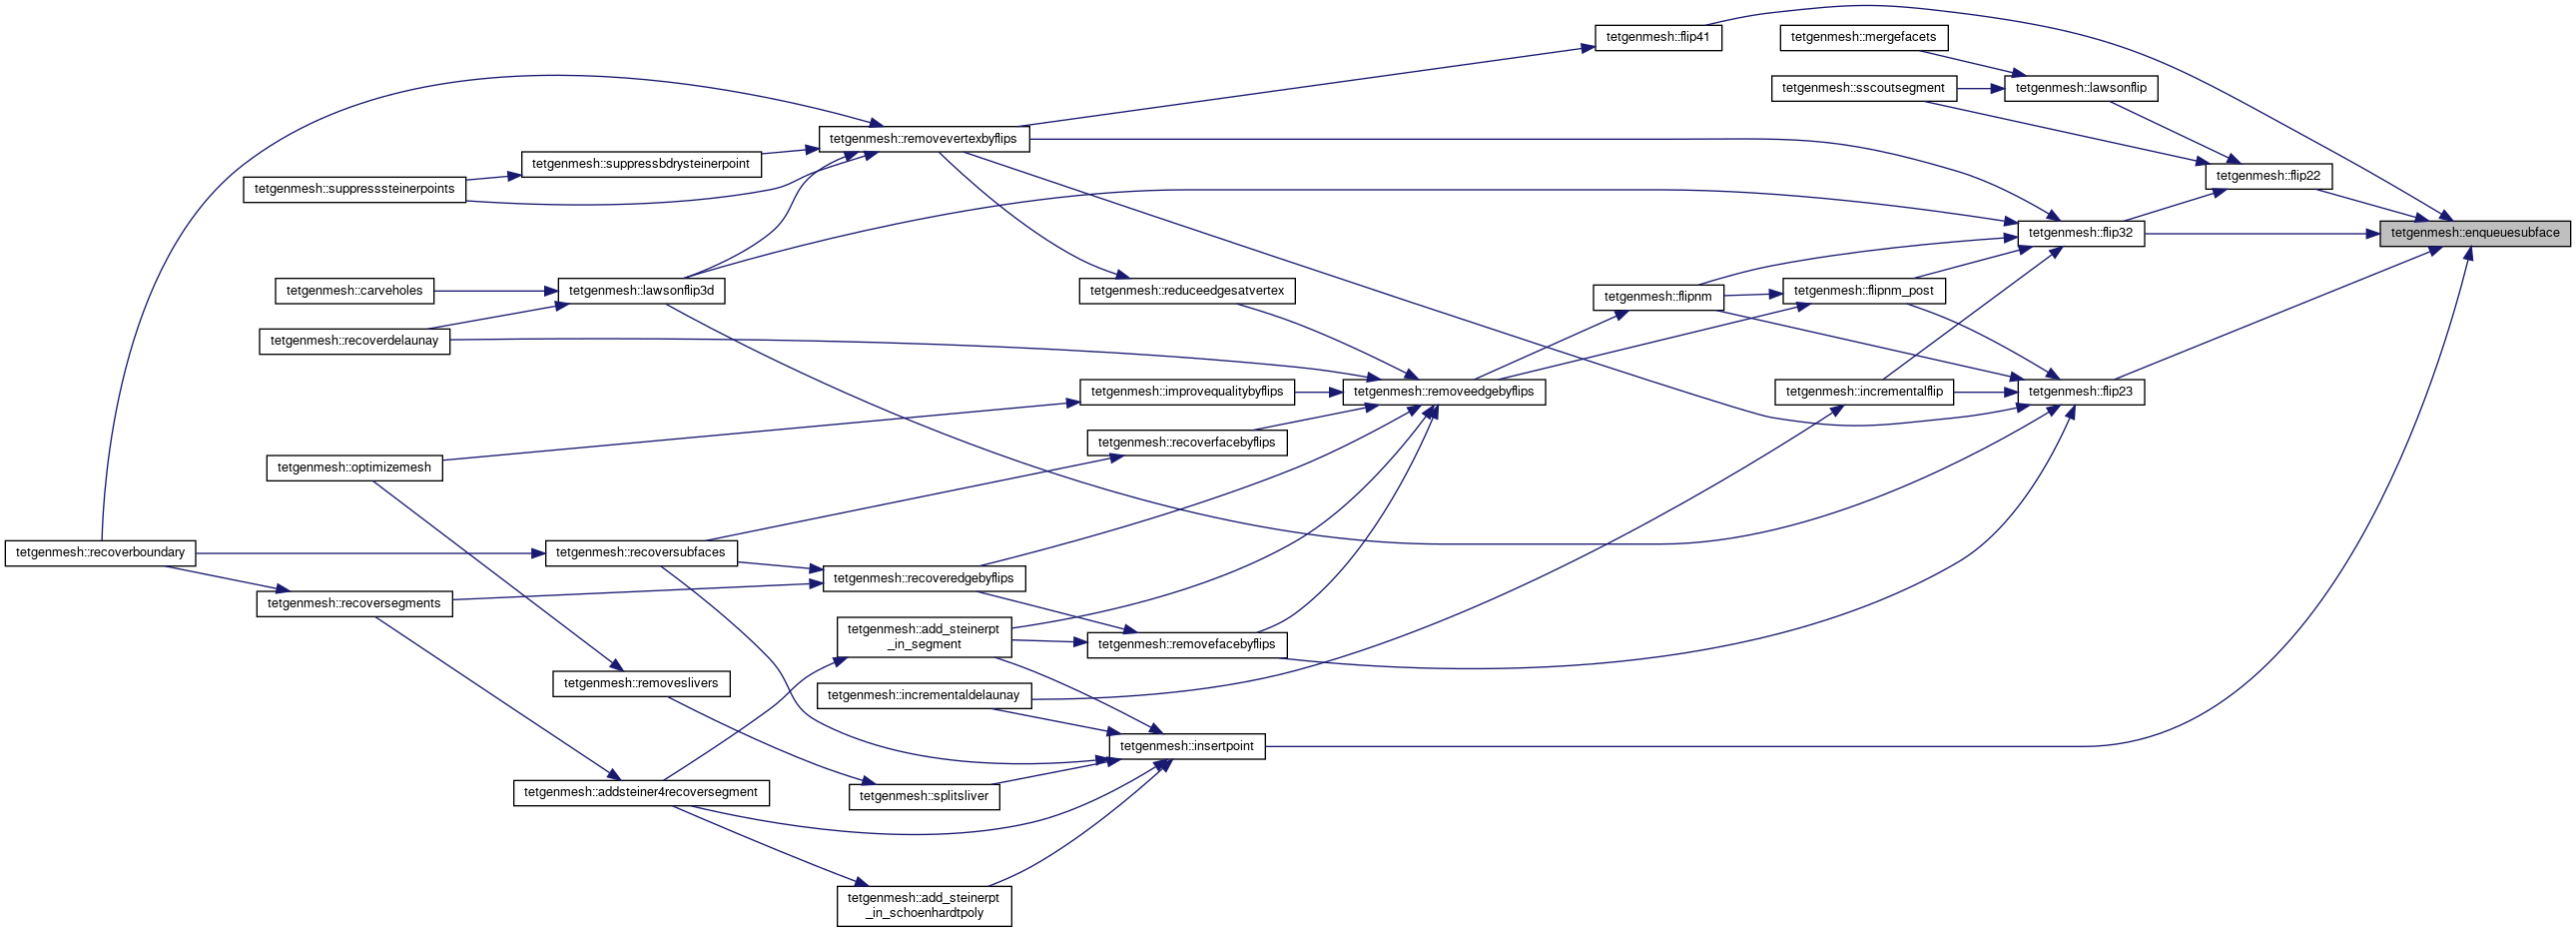 tetgenmesh::flip41
tetgenmesh::mergefacets
tetgenmesh::sscoutsegment
tetgenmesh::lawsonflip
tetgenmesh::removevertexbyflips
tetgenmesh::suppressbdrysteinerpoint
tetgenmesh::suppresssteinerpoints
tetgenmesh::flip22
tetgenmesh::flip32
tetgenmesh::enqueuesubface
tetgenmesh::carveholes
tetgenmesh::lawsonflip3d
tetgenmesh::reduceedgesatvertex
tetgenmesh::flipnm
tetgenmesh::flipnm_post
tetgenmesh::recoverdelaunay
tetgenmesh::improvequalitybyflips
tetgenmesh::removeedgebyflips
tetgenmesh::incrementalflip
tetgenmesh::flip23
tetgenmesh::recoverfacebyflips
tetgenmesh::optimizemesh
tetgenmesh::recoverboundary
tetgenmesh::recoversubfaces
tetgenmesh::recoveredgebyflips
tetgenmesh::recoversegments
tetgenmesh::add_steinerpt
_in_segment
tetgenmesh::removefacebyflips
tetgenmesh::removeslivers
tetgenmesh::incrementaldelaunay
tetgenmesh::insertpoint
tetgenmesh::addsteiner4recoversegment
tetgenmesh::splitsliver
tetgenmesh::add_steinerpt
_in_schoenhardtpoly